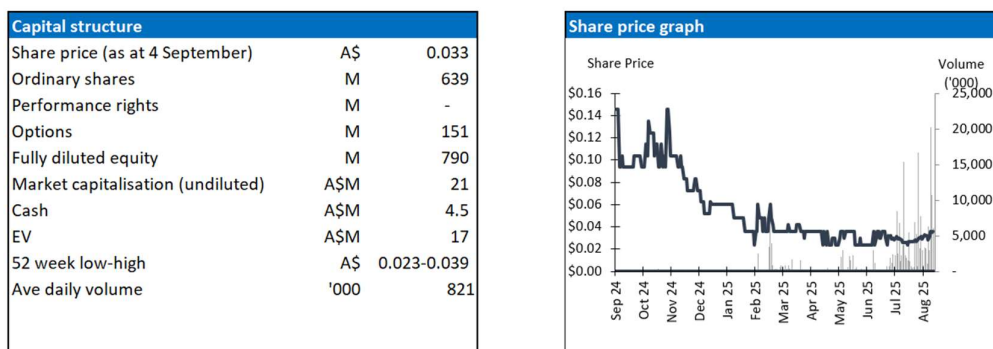 Capital structure
Share price (as at 4 September) A$ 0.033
Ordinary shares M 639
Performance rights M -
Options M 151
Fully diluted equity M 790
Market capitalisation (undiluted) A$M 21
Cash A$M 4.5
EV A$M 17
52 week low-high A$ 0.023-0.039
Ave daily volume '000 821
Share price graph
Share Price
Volume
('000)
$0.16
$0.14
$0.12
$0.10
$0.08
$0.06
$0.04
$0.02
$0.00
25,000
20,000
15,000
10,000
5,000
-
Sep 24
Oct 24
Nov 24
Dec 24
Jan 25
Feb 25
Mar 25
Apr 25
May 25
Jun 25
Jul 25
Aug 25